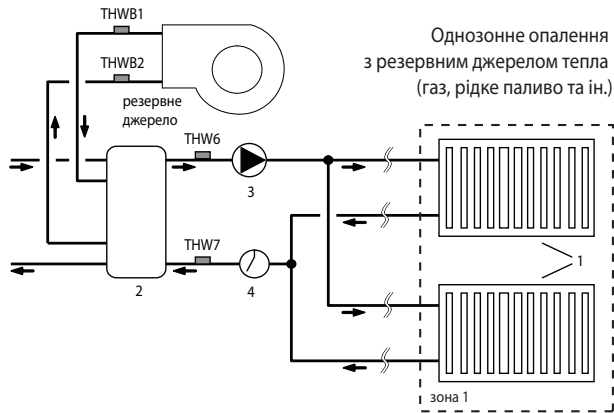 THWB1
THWB2
резервне
джерело
Однозонне опалення
з резервним джерелом тепла
(газ, рідке паливо та ін.)
THW6
3
1
THW7
2
4
зона 1